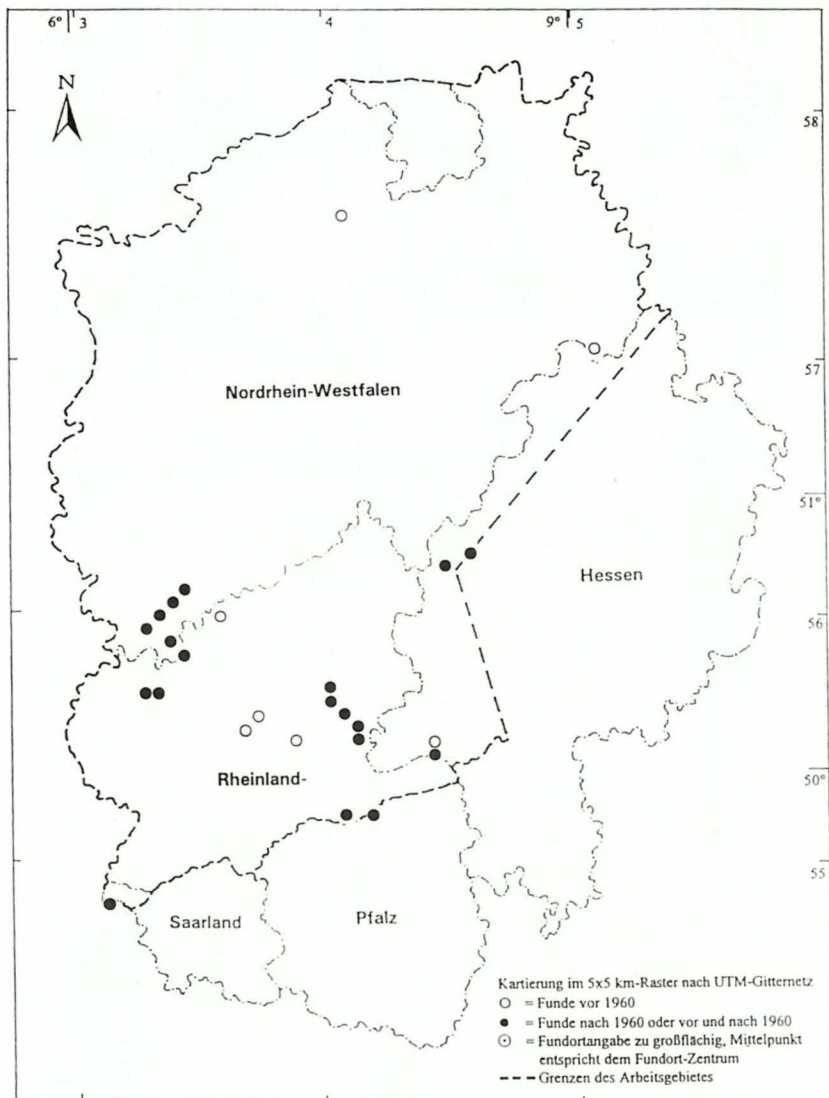 6° 3 4 9° 5
N
58
57
Nordrhein-Westfalen
51°
Hessen
56
50°
Rheinland-
55
Saarland
Pfalz
Kartierung im 5x5 km-Raster nach UTM-Gitternetz
○ = Funde vor 1960
● = Funde nach 1960 oder vor und nach 1960
⊙ = Fundortangabe zu großflächig, Mittelpunkt
entspricht dem Fundort-Zentrum
--- Grenzen des Arbeitsgebietes